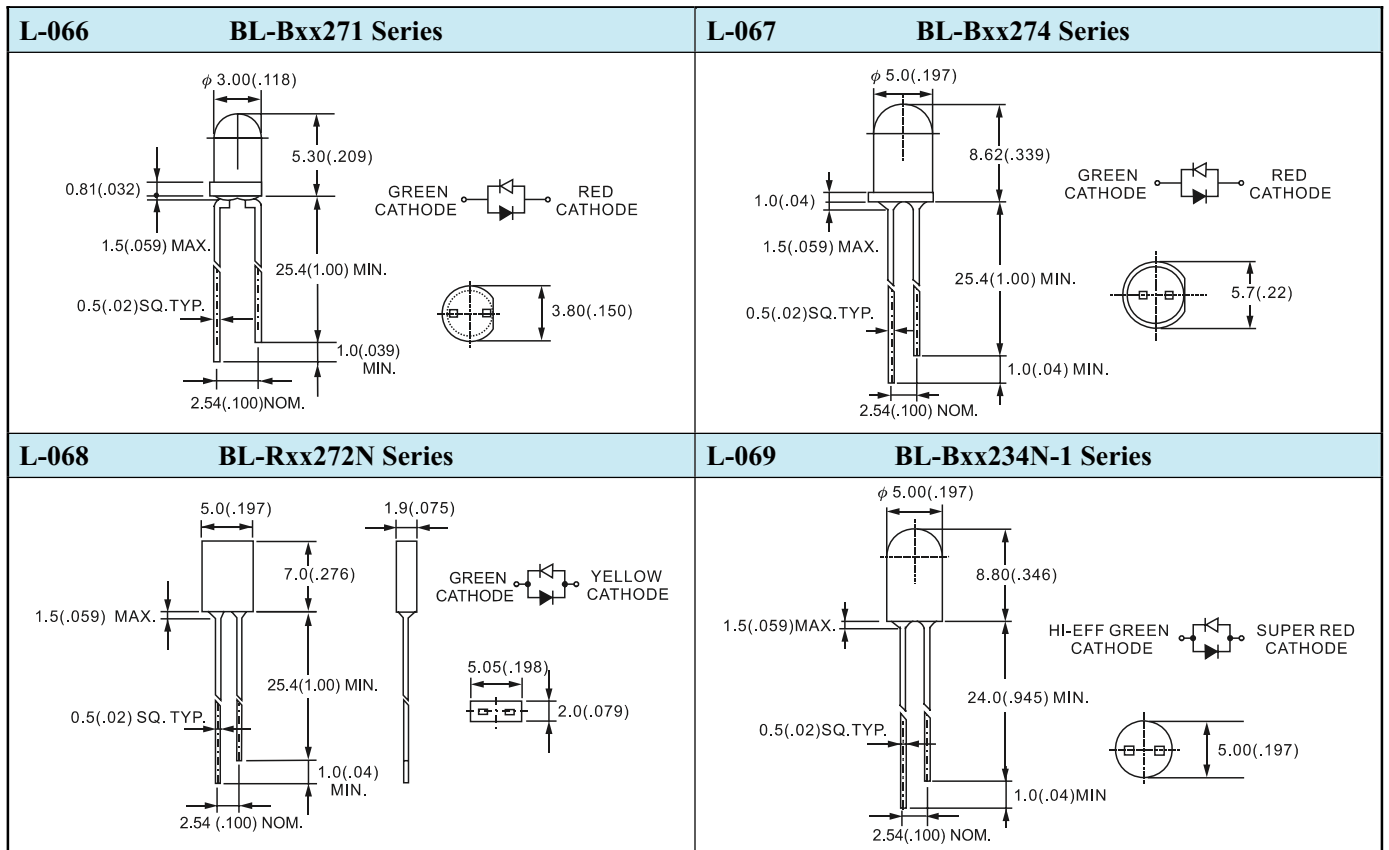 L-066 BL-Bxx271 Series
φ 3.00(.118)
5.30(.209)
0.81(.032)
GREEN
CATHODE
RED
CATHODE
1.5(.059) MAX.
25.4(1.00) MIN.
0.5(.02)SQ.TYP.
3.80(.150)
1.0(.039)
MIN.
2.54(.100)NOM.
L-067 BL-Bxx274 Series
φ 5.0(.197)
8.62(.339)
GREEN
CATHODE
RED
CATHODE
1.0(.04)
1.5(.059) MAX.
25.4(1.00) MIN.
5.7(.22)
0.5(.02)SQ.TYP.
1.0(.04) MIN.
2.54(.100) NOM.
L-068 BL-Rxx272N Series
5.0(.197)
1.9(.075)
7.0(.276)
GREEN
CATHODE
YELLOW
CATHODE
1.5(.059) MAX.
5.05(.198)
25.4(1.00) MIN.
2.0(.079)
0.5(.02) SQ. TYP.
1.0(.04)
MIN.
2.54 (.100) NOM.
L-069 BL-Bxx234N-1 Series
φ 5.00(.197)
8.80(.346)
1.5(.059)MAX.
HI-EFF GREEN
CATHODE
SUPER RED
CATHODE
24.0(.945) MIN.
0.5(.02)SQ.TYP.
5.00(.197)
1.0(.04)MIN
2.54(.100) NOM.